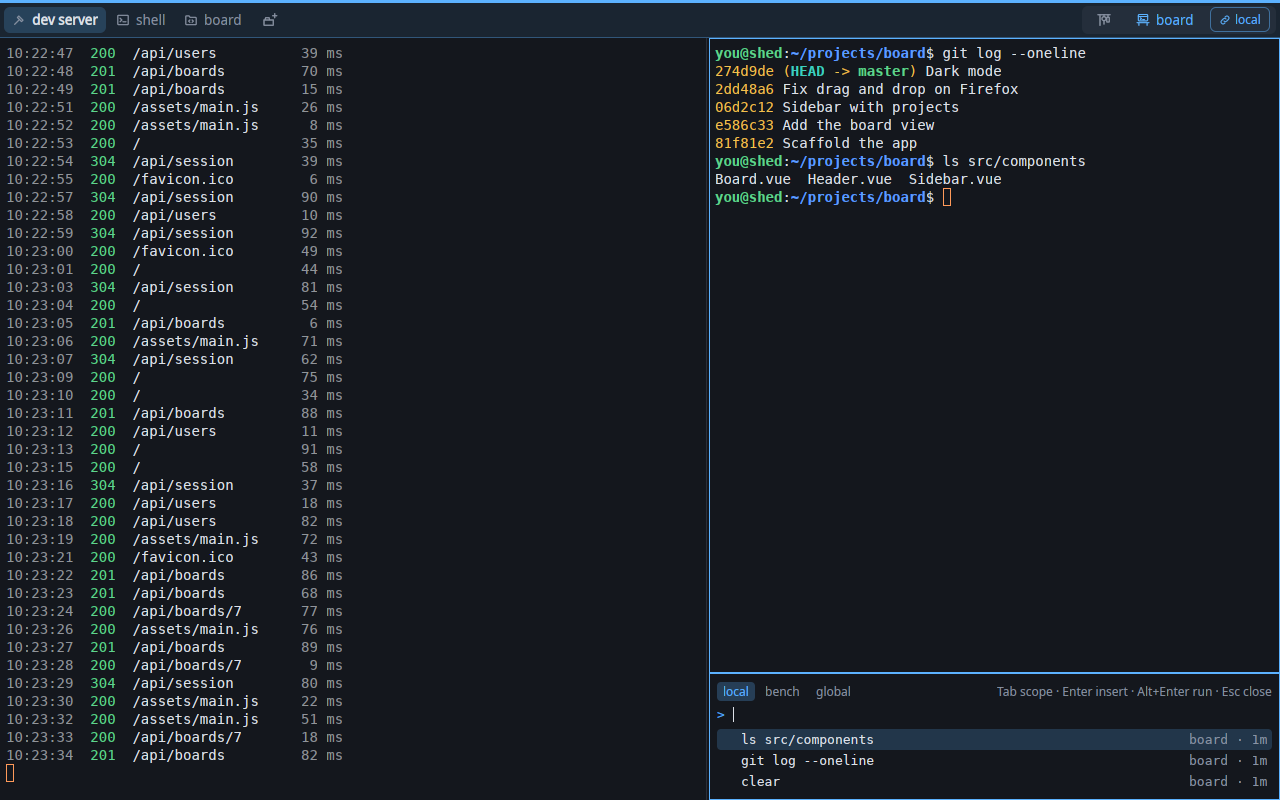 dev server shell board board local
10:22:47 200 /api/users 39 ms
10:22:48 201 /api/boards 70 ms
10:22:49 201 /api/boards 15 ms
10:22:51 200 /assets/main.js 26 ms
10:22:52 200 /assets/main.js 8 ms
10:22:53 200 / 35 ms
10:22:54 304 /api/session 39 ms
10:22:55 200 /favicon.ico 6 ms
10:22:57 304 /api/session 90 ms
10:22:58 200 /api/users 10 ms
10:22:59 304 /api/session 92 ms
10:23:00 200 /favicon.ico 49 ms
10:23:01 200 / 44 ms
10:23:03 304 /api/session 81 ms
10:23:04 200 / 54 ms
10:23:05 201 /api/boards 6 ms
10:23:06 200 /assets/main.js 71 ms
10:23:07 304 /api/session 62 ms
10:23:09 200 / 75 ms
10:23:10 200 / 34 ms
10:23:11 201 /api/boards 88 ms
10:23:12 200 /api/users 11 ms
10:23:13 200 / 91 ms
10:23:15 200 / 58 ms
10:23:16 304 /api/session 37 ms
10:23:17 200 /api/users 18 ms
10:23:18 200 /api/users 82 ms
10:23:19 200 /assets/main.js 72 ms
10:23:21 200 /favicon.ico 43 ms
10:23:22 201 /api/boards 86 ms
10:23:23 201 /api/boards 68 ms
10:23:24 200 /api/boards/7 77 ms
10:23:26 200 /assets/main.js 76 ms
10:23:27 201 /api/boards 89 ms
10:23:28 200 /api/boards/7 9 ms
10:23:29 304 /api/session 80 ms
10:23:30 200 /assets/main.js 22 ms
10:23:32 200 /assets/main.js 51 ms
10:23:33 200 /api/boards/7 18 ms
10:23:34 201 /api/boards 82 ms
you@shed:~/projects/board$ git log --oneline
274d9de (HEAD -> master) Dark mode
2dd48a6 Fix drag and drop on Firefox
06d2c12 Sidebar with projects
e586c33 Add the board view
81f81e2 Scaffold the app
you@shed:~/projects/board$ ls src/components
Board.vue Header.vue Sidebar.vue
you@shed:~/projects/board$
local bench global Tab scope · Enter insert · Alt+Enter run · Esc close
>
ls src/components board · 1m
git log --oneline board · 1m
clear board · 1m